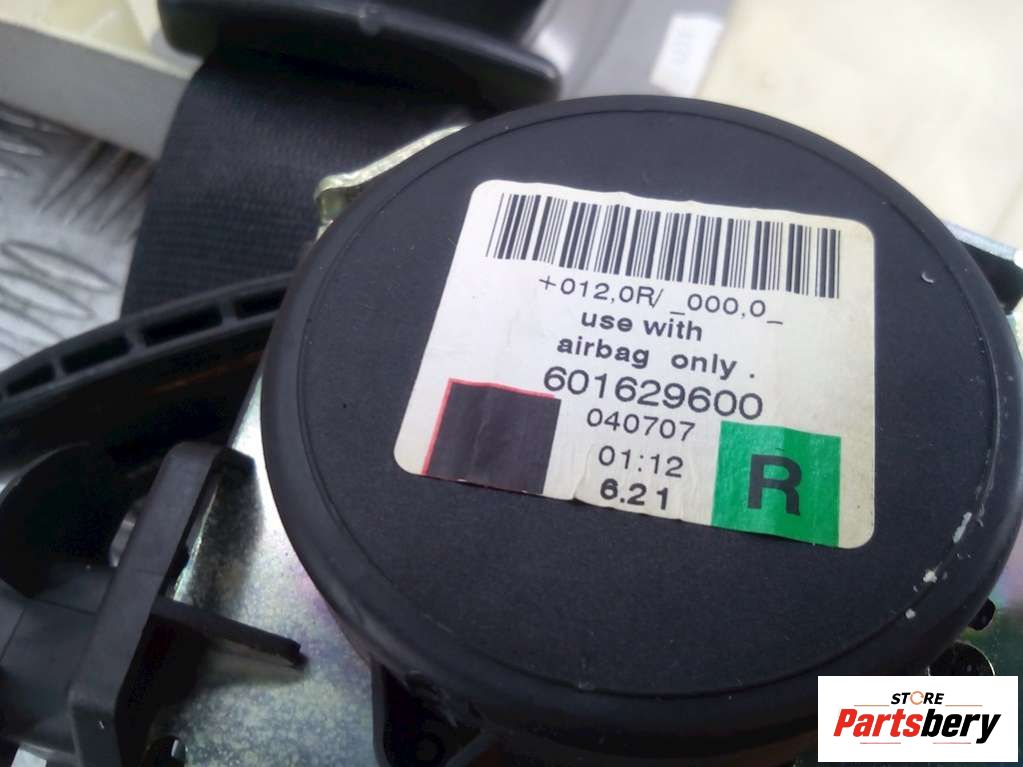 +012,0R/ _000,0_
use with
airbag only .
601629600
040707
01:12
6.21
R
STORE
Partsbery